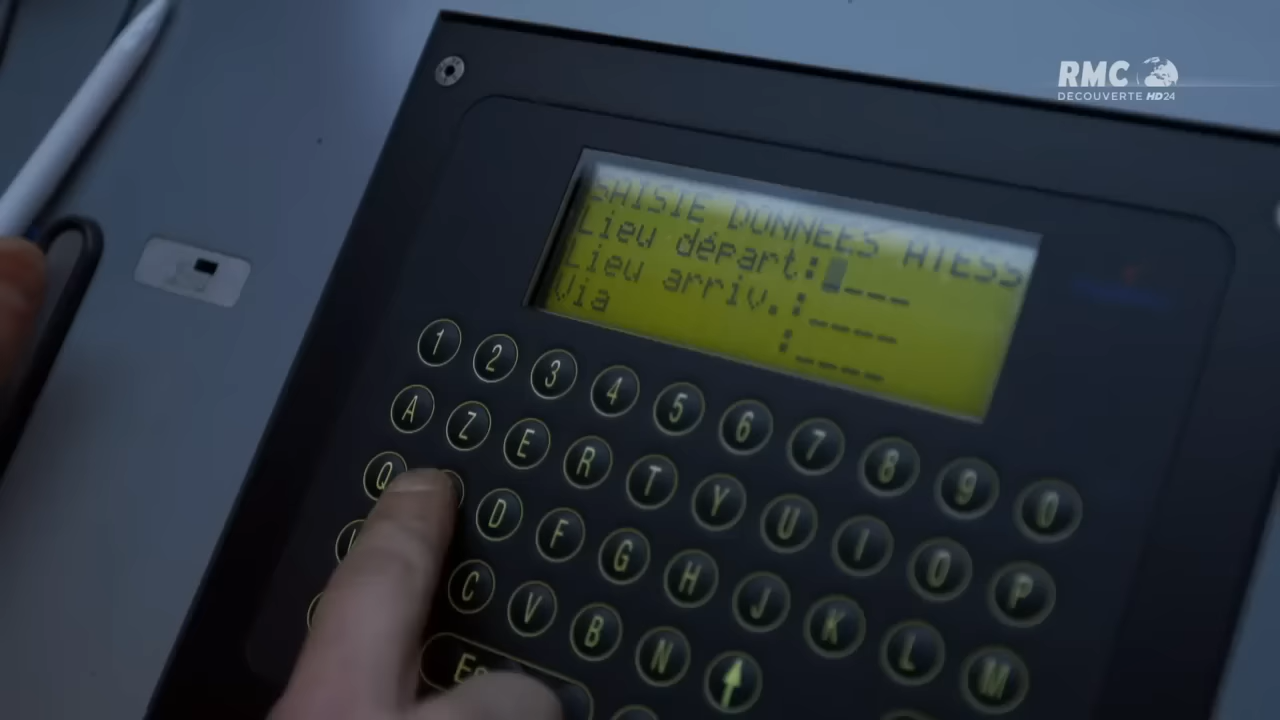 RMC
DECOUVERTE HD24
SAISIE DONNEES ATESS
Lieu départ:----
Lieu arriv.:----
Via :----
1 2 3 4 5 6 7 8 9 0
A Z E R T Y U I O P
Q D F G H J K L M
C V B N